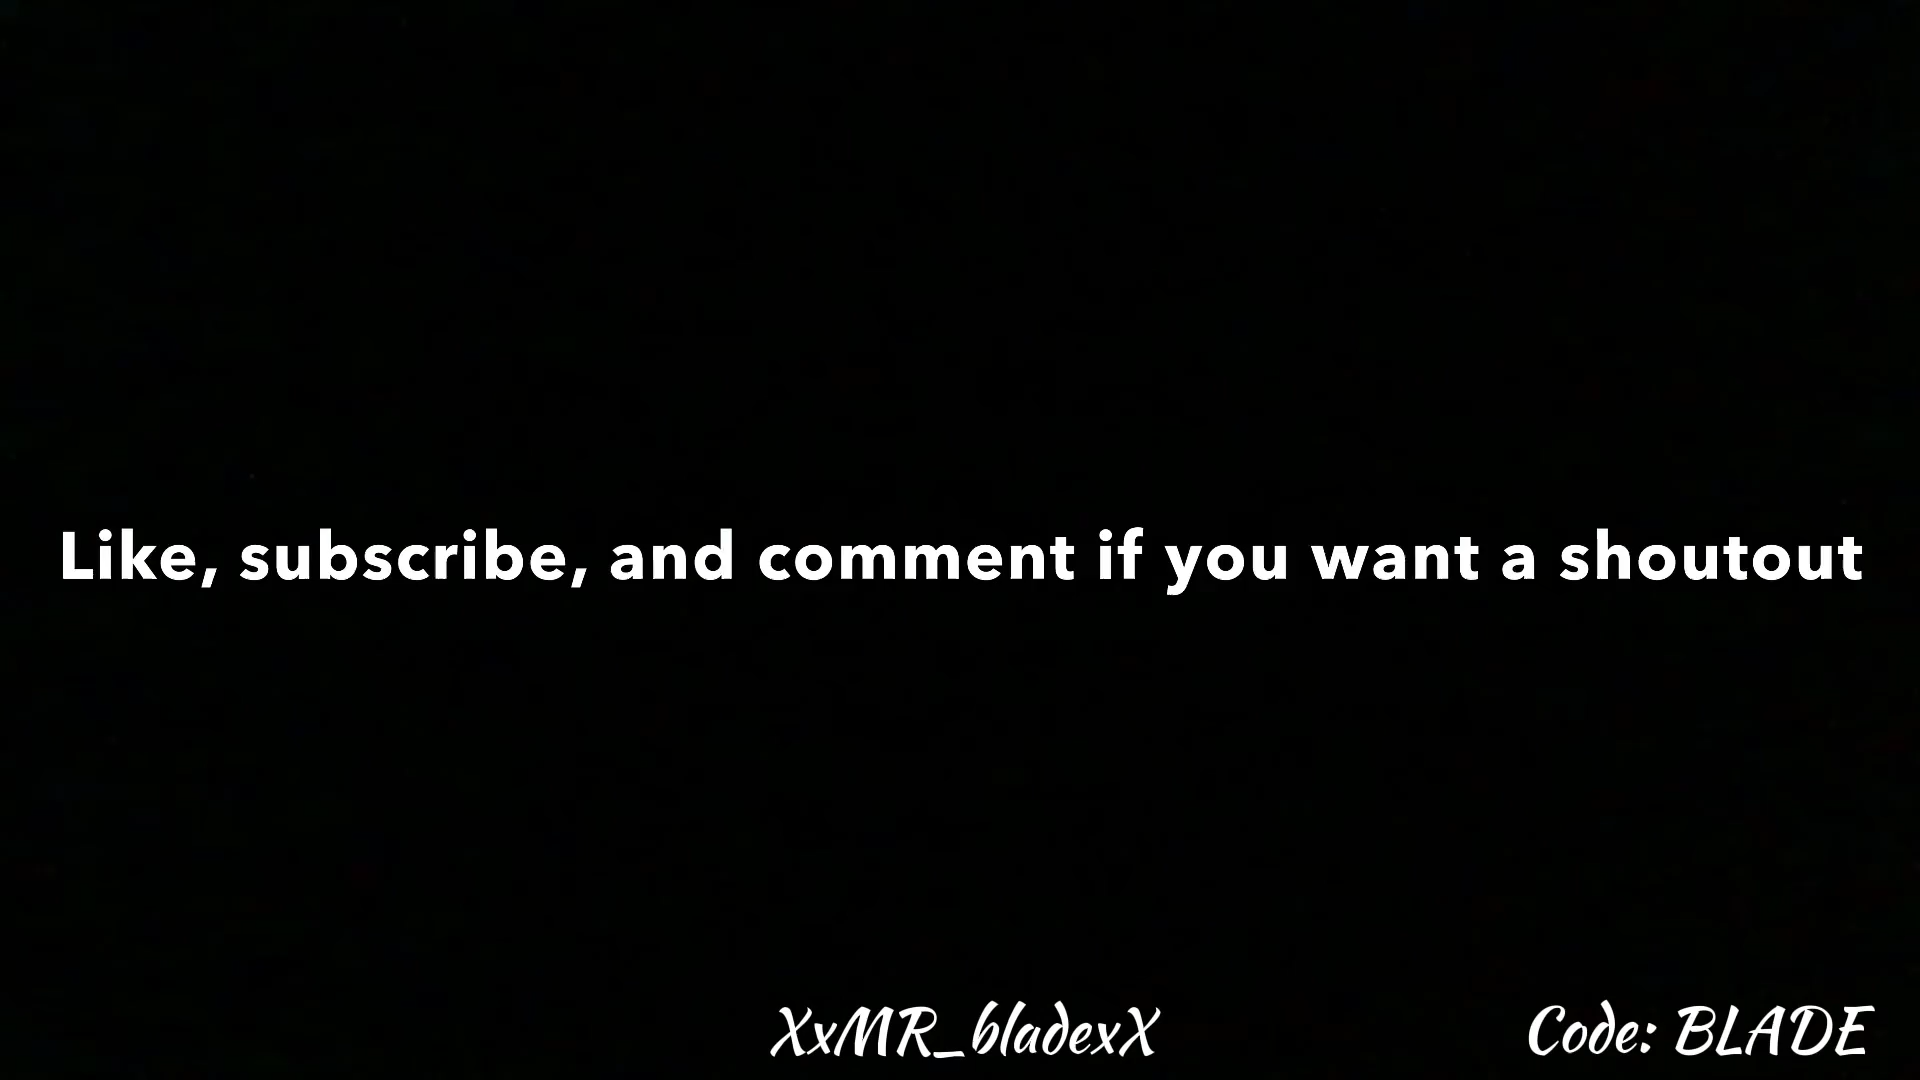 Like, subscribe, and comment if you want a shoutout
XxMR_bladexX
Code: BLADE